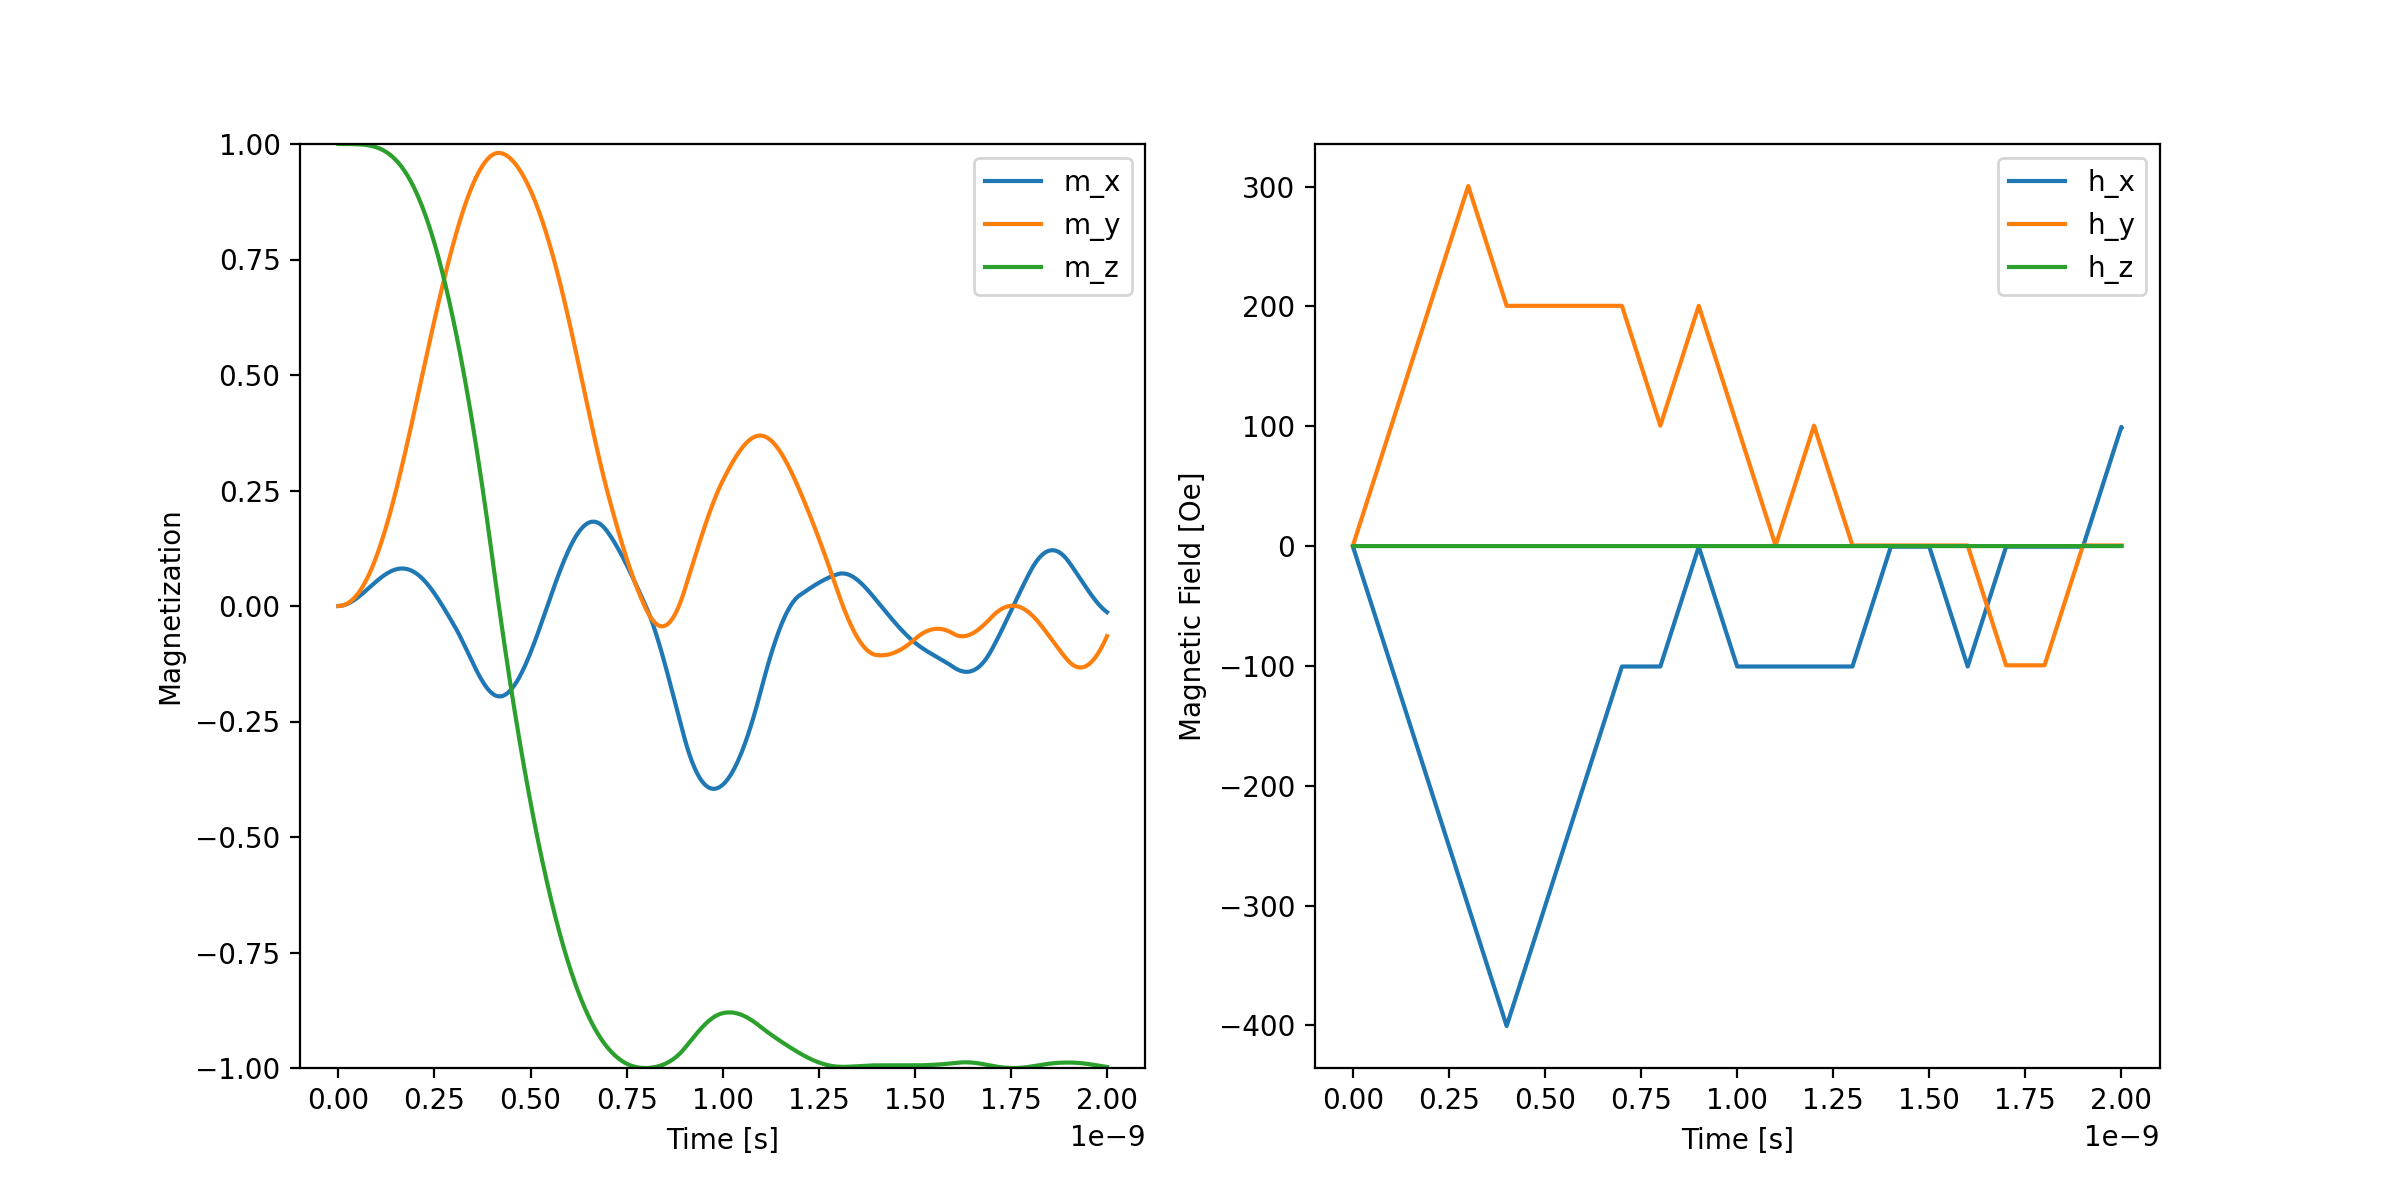 1.00
0.75
0.50
0.25
0.00
−0.25
−0.50
−0.75
−1.00
Magnetization
m_x
m_y
m_z
0.00 0.25 0.50 0.75 1.00 1.25 1.50 1.75 2.00
Time [s]
1e−9
300
200
100
0
−100
−200
−300
−400
Magnetic Field [Oe]
h_x
h_y
h_z
0.00 0.25 0.50 0.75 1.00 1.25 1.50 1.75 2.00
Time [s]
1e−9